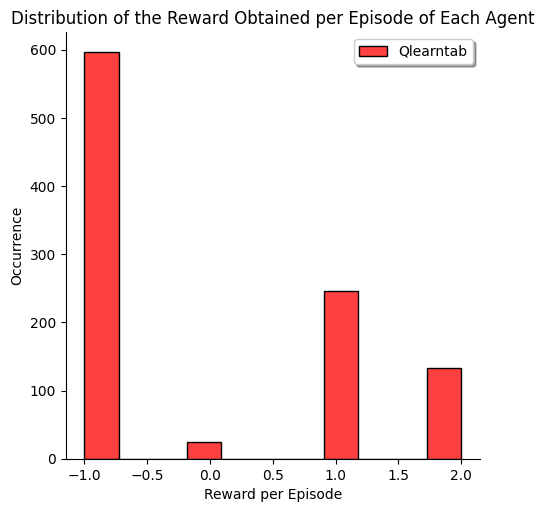 Distribution of the Reward Obtained per Episode of Each Agent
Qlearntab
600
500
400
300
200
100
0
Occurrence
−1.0 −0.5 0.0 0.5 1.0 1.5 2.0
Reward per Episode